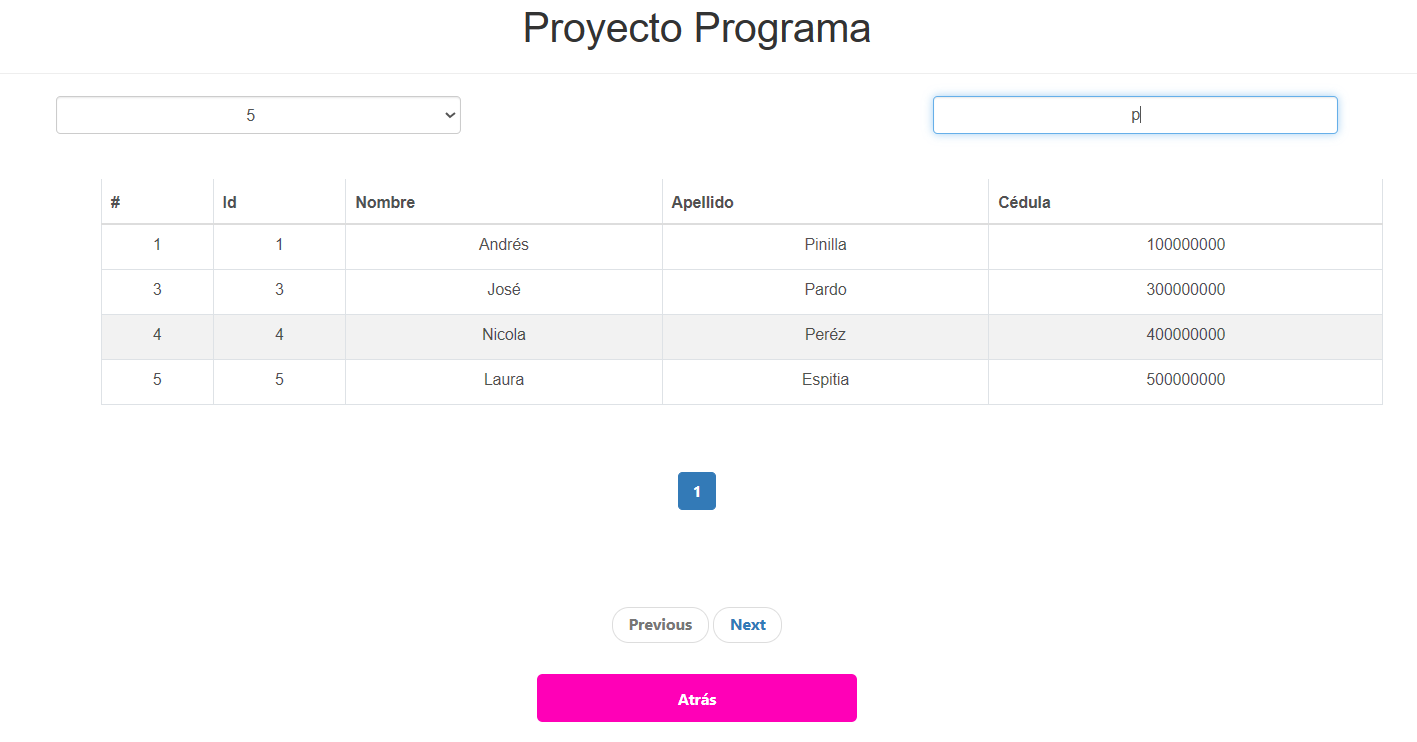 Proyecto Programa
5 p
# Id Nombre Apellido Cédula
1 1 Andrés Pinilla 100000000
3 3 José Pardo 300000000
4 4 Nicola Peréz 400000000
5 5 Laura Espitia 500000000
1
Previous Next
Atrás